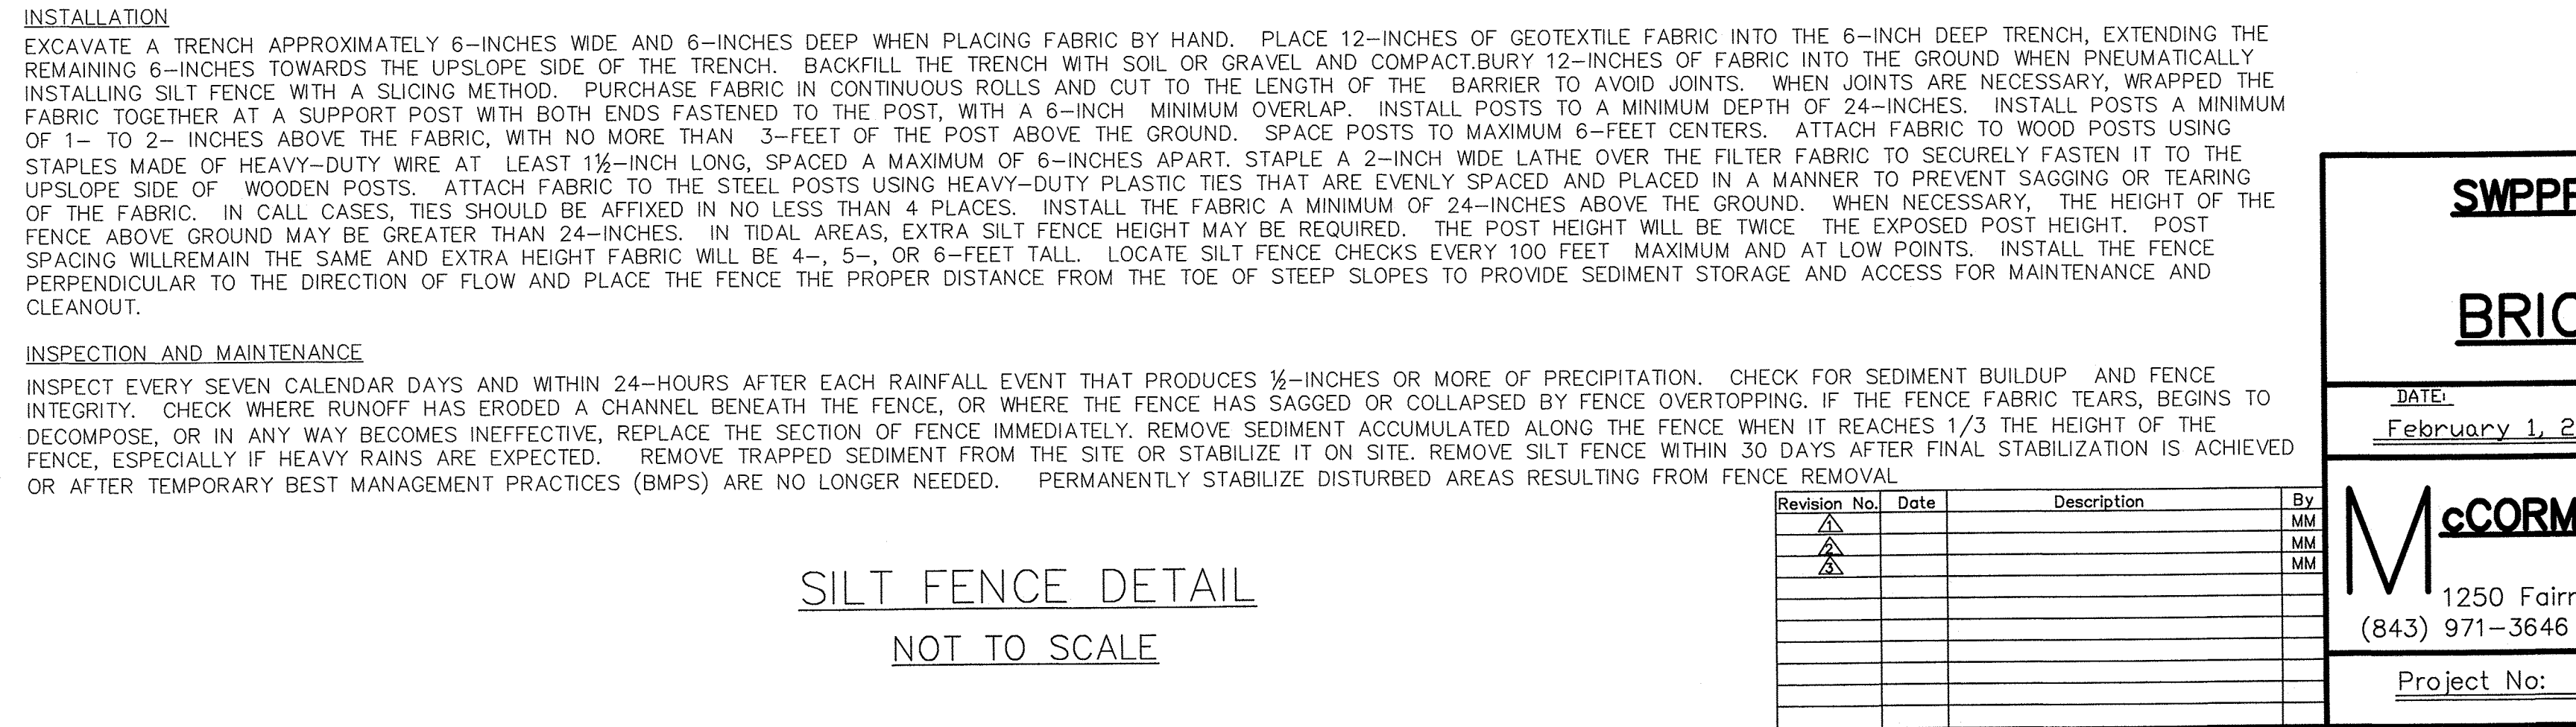 INSTALLATION
EXCAVATE A TRENCH APPROXIMATELY 6-INCHES WIDE AND 6-INCHES DEEP WHEN PLACING FABRIC BY HAND. PLACE 12-INCHES OF GEOTEXTILE FABRIC INTO THE 6-INCH DEEP TRENCH, EXTENDING THE
REMAINING 6-INCHES TOWARDS THE UPSLOPE SIDE OF THE TRENCH. BACKFILL THE TRENCH WITH SOIL OR GRAVEL AND COMPACT.BURY 12-INCHES OF FABRIC INTO THE GROUND WHEN PNEUMATICALLY
INSTALLING SILT FENCE WITH A SLICING METHOD. PURCHASE FABRIC IN CONTINUOUS ROLLS AND CUT TO THE LENGTH OF THE BARRIER TO AVOID JOINTS. WHEN JOINTS ARE NECESSARY, WRAPPED THE
FABRIC TOGETHER AT A SUPPORT POST WITH BOTH ENDS FASTENED TO THE POST, WITH A 6-INCH MINIMUM OVERLAP. INSTALL POSTS TO A MINIMUM DEPTH OF 24-INCHES. INSTALL POSTS A MINIMUM
OF 1- TO 2- INCHES ABOVE THE FABRIC, WITH NO MORE THAN 3-FEET OF THE POST ABOVE THE GROUND. SPACE POSTS TO MAXIMUM 6-FEET CENTERS. ATTACH FABRIC TO WOOD POSTS USING
STAPLES MADE OF HEAVY-DUTY WIRE AT LEAST 1½-INCH LONG, SPACED A MAXIMUM OF 6-INCHES APART. STAPLE A 2-INCH WIDE LATHE OVER THE FILTER FABRIC TO SECURELY FASTEN IT TO THE
UPSLOPE SIDE OF WOODEN POSTS. ATTACH FABRIC TO THE STEEL POSTS USING HEAVY-DUTY PLASTIC TIES THAT ARE EVENLY SPACED AND PLACED IN A MANNER TO PREVENT SAGGING OR TEARING
OF THE FABRIC. IN CALL CASES, TIES SHOULD BE AFFIXED IN NO LESS THAN 4 PLACES. INSTALL THE FABRIC A MINIMUM OF 24-INCHES ABOVE THE GROUND. WHEN NECESSARY, THE HEIGHT OF THE
FENCE ABOVE GROUND MAY BE GREATER THAN 24-INCHES. IN TIDAL AREAS, EXTRA SILT FENCE HEIGHT MAY BE REQUIRED. THE POST HEIGHT WILL BE TWICE THE EXPOSED POST HEIGHT. POST
SPACING WILLREMAIN THE SAME AND EXTRA HEIGHT FABRIC WILL BE 4-, 5-, OR 6-FEET TALL. LOCATE SILT FENCE CHECKS EVERY 100 FEET MAXIMUM AND AT LOW POINTS. INSTALL THE FENCE
PERPENDICULAR TO THE DIRECTION OF FLOW AND PLACE THE FENCE THE PROPER DISTANCE FROM THE TOE OF STEEP SLOPES TO PROVIDE SEDIMENT STORAGE AND ACCESS FOR MAINTENANCE AND
CLEANOUT.
INSPECTION AND MAINTENANCE
INSPECT EVERY SEVEN CALENDAR DAYS AND WITHIN 24-HOURS AFTER EACH RAINFALL EVENT THAT PRODUCES ½-INCHES OR MORE OF PRECIPITATION. CHECK FOR SEDIMENT BUILDUP AND FENCE
INTEGRITY. CHECK WHERE RUNOFF HAS ERODED A CHANNEL BENEATH THE FENCE, OR WHERE THE FENCE HAS SAGGED OR COLLAPSED BY FENCE OVERTOPPING. IF THE FENCE FABRIC TEARS, BEGINS TO
DECOMPOSE, OR IN ANY WAY BECOMES INEFFECTIVE, REPLACE THE SECTION OF FENCE IMMEDIATELY. REMOVE SEDIMENT ACCUMULATED ALONG THE FENCE WHEN IT REACHES 1/3 THE HEIGHT OF THE
FENCE, ESPECIALLY IF HEAVY RAINS ARE EXPECTED. REMOVE TRAPPED SEDIMENT FROM THE SITE OR STABILIZE IT ON SITE. REMOVE SILT FENCE WITHIN 30 DAYS AFTER FINAL STABILIZATION IS ACHIEVED
OR AFTER TEMPORARY BEST MANAGEMENT PRACTICES (BMPS) ARE NO LONGER NEEDED. PERMANENTLY STABILIZE DISTURBED AREAS RESULTING FROM FENCE REMOVAL
SILT FENCE DETAIL
NOT TO SCALE
Revision No. Date Description By
1 MM
2 MM
3 MM
SWPPP
BRIC
DATE:
February 1, 2
McCORM
1250 Fairr
(843) 971-3646
Project No: